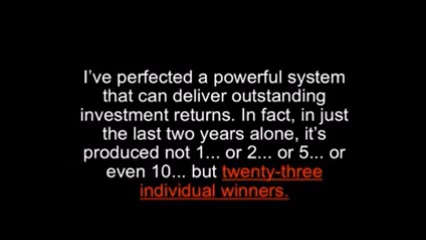 I've perfected a powerful system
that can deliver outstanding
investment returns. In fact, in just
the last two years alone, it's
produced not 1... or 2... or 5... or
even 10... but twenty-three
individual winners.